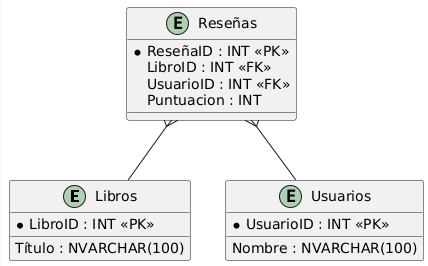 E Reseñas
* ReseñaID : INT «PK»
LibroID : INT «FK»
UsuarioID : INT «FK»
Puntuacion : INT
E Libros
* LibroID : INT «PK»
Título : NVARCHAR(100)
E Usuarios
* UsuarioID : INT «PK»
Nombre : NVARCHAR(100)